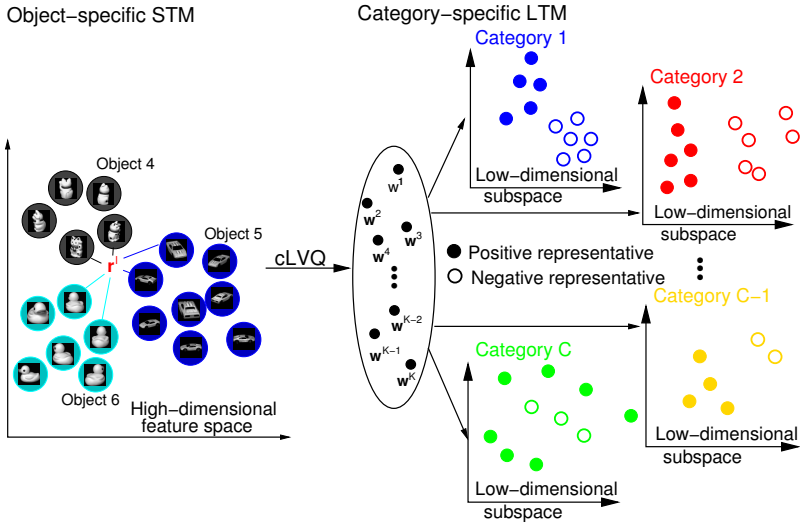 Object−specific STM
Category−specific LTM
Category 1
Low−dimensional
subspace
Category 2
Low−dimensional
subspace
Object 4
Object 5
r^l
Object 6
High−dimensional
feature space
cLVQ
w^1
w^2
w^3
w^4
w^K−2
w^K−1
w^K
Positive representative
Negative representative
Category C−1
Low−dimensional
subspace
Category C
Low−dimensional
subspace